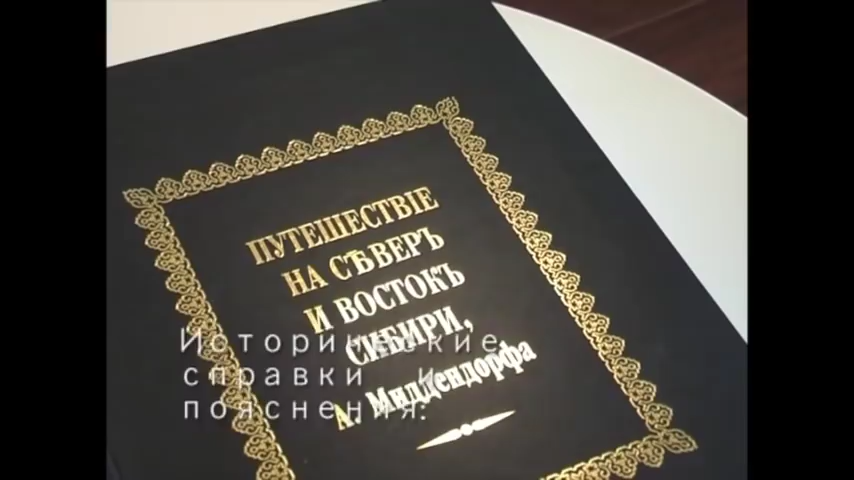 ПУТЕШЕСТВІЕ
НА СѢВЕРЪ
И ВОСТОКЪ
СИБИРИ,
А. Миддендорфа
Исторические
справки и
пояснения: